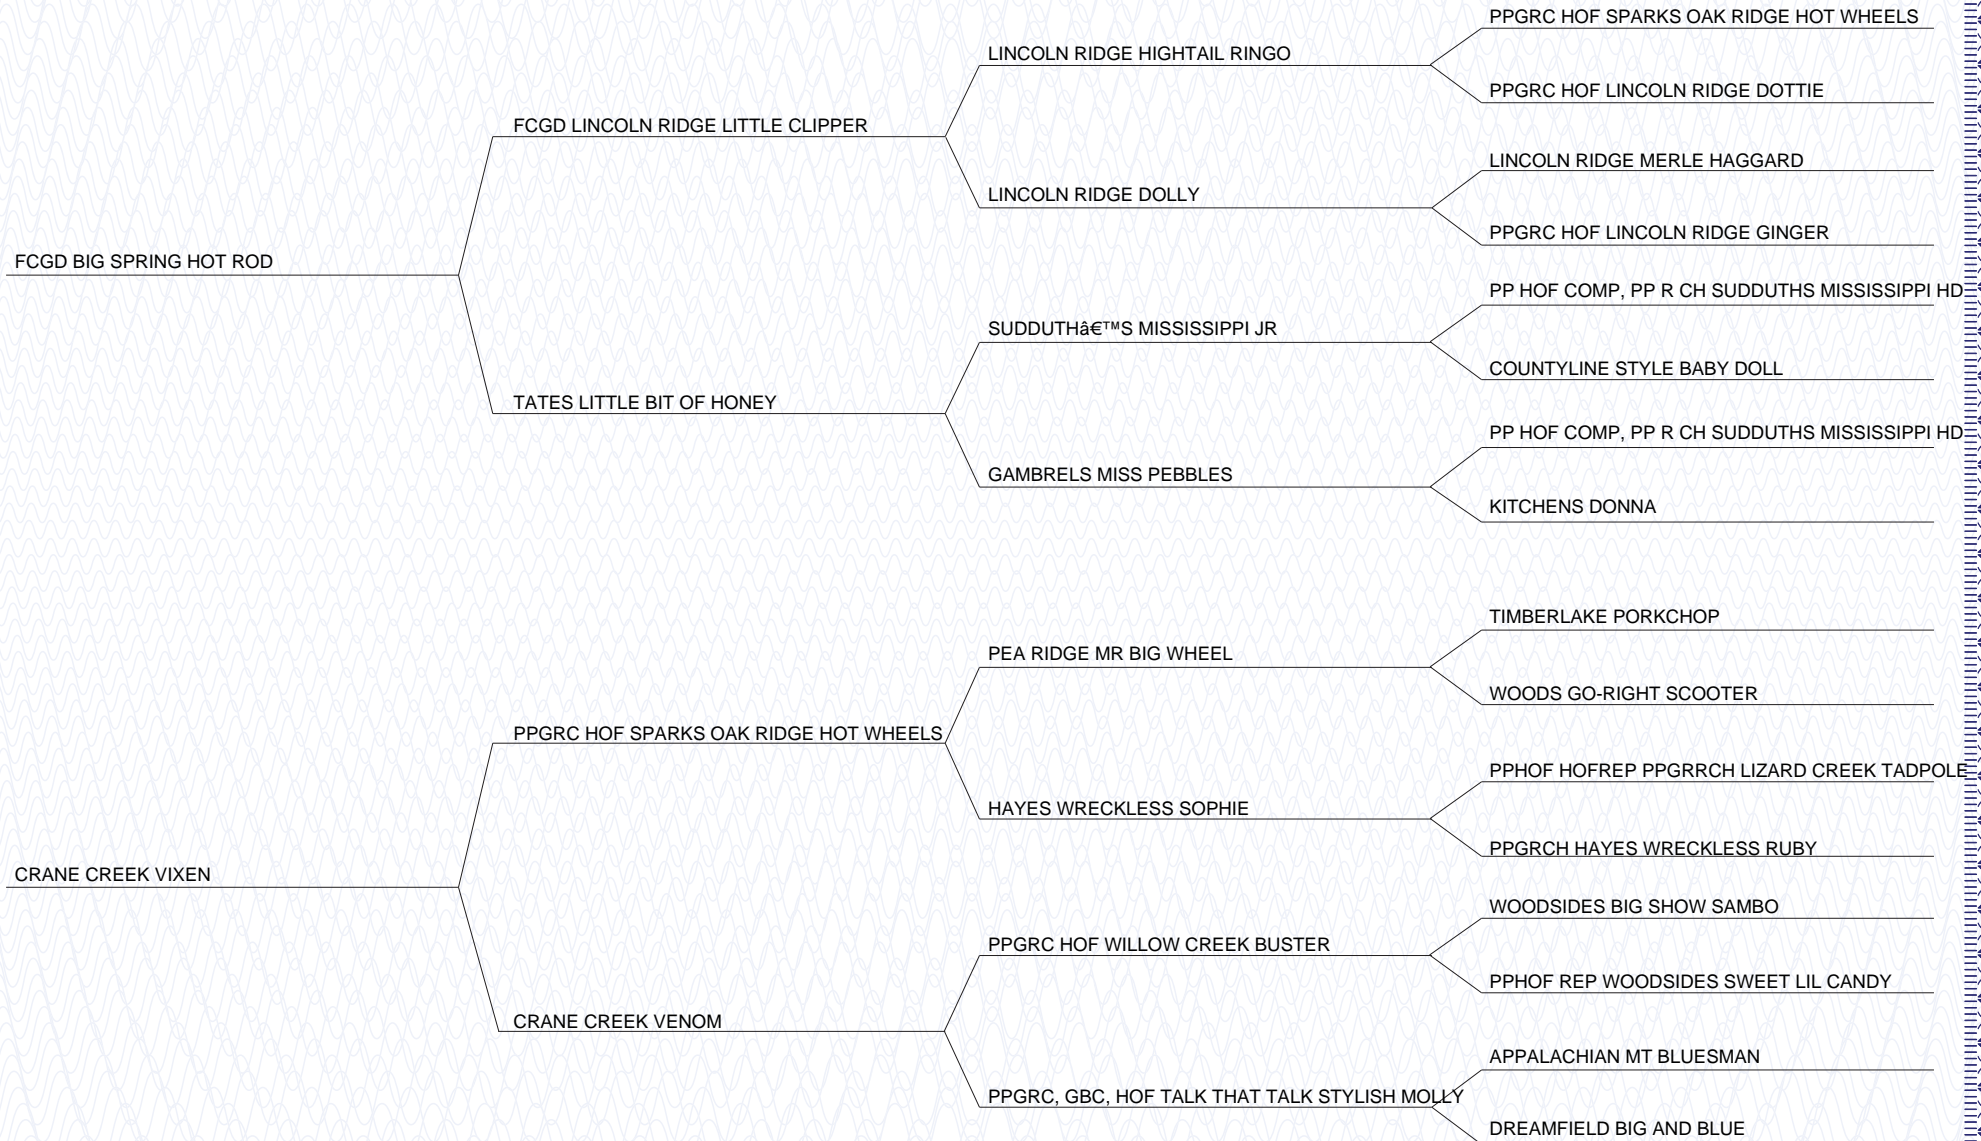 PPGRC HOF SPARKS OAK RIDGE HOT WHEELS
LINCOLN RIDGE HIGHTAIL RINGO
PPGRC HOF LINCOLN RIDGE DOTTIE
FCGD LINCOLN RIDGE LITTLE CLIPPER
LINCOLN RIDGE MERLE HAGGARD
LINCOLN RIDGE DOLLY
PPGRC HOF LINCOLN RIDGE GINGER
FCGD BIG SPRING HOT ROD
PP HOF COMP, PP R CH SUDDUTHS MISSISSIPPI HD
SUDDUTHâ€™S MISSISSIPPI JR
COUNTYLINE STYLE BABY DOLL
TATES LITTLE BIT OF HONEY
PP HOF COMP, PP R CH SUDDUTHS MISSISSIPPI HD
GAMBRELS MISS PEBBLES
KITCHENS DONNA
TIMBERLAKE PORKCHOP
PEA RIDGE MR BIG WHEEL
WOODS GO-RIGHT SCOOTER
PPGRC HOF SPARKS OAK RIDGE HOT WHEELS
PPHOF HOFREP PPGRRCH LIZARD CREEK TADPOLE
HAYES WRECKLESS SOPHIE
PPGRCH HAYES WRECKLESS RUBY
CRANE CREEK VIXEN
WOODSIDES BIG SHOW SAMBO
PPGRC HOF WILLOW CREEK BUSTER
PPHOF REP WOODSIDES SWEET LIL CANDY
CRANE CREEK VENOM
APPALACHIAN MT BLUESMAN
PPGRC, GBC, HOF TALK THAT TALK STYLISH MOLLY
DREAMFIELD BIG AND BLUE